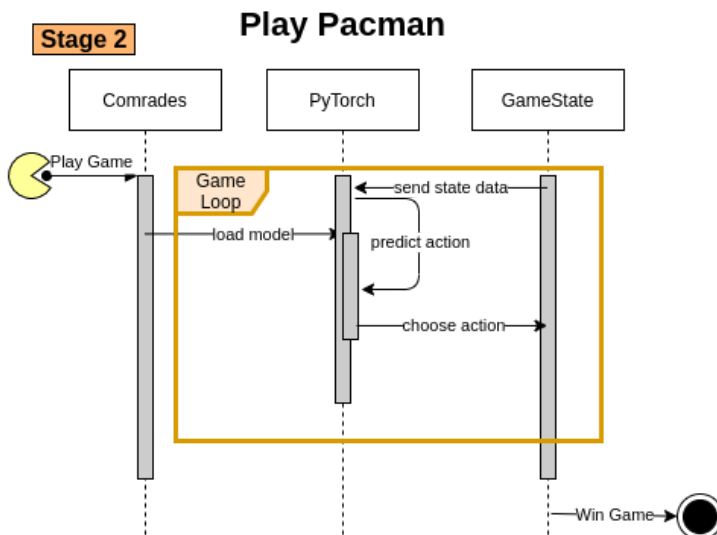 Play Pacman
Stage 2
Comrades
PyTorch
GameState
Play Game
Game
Loop
send state data
load model
predict action
choose action
Win Game